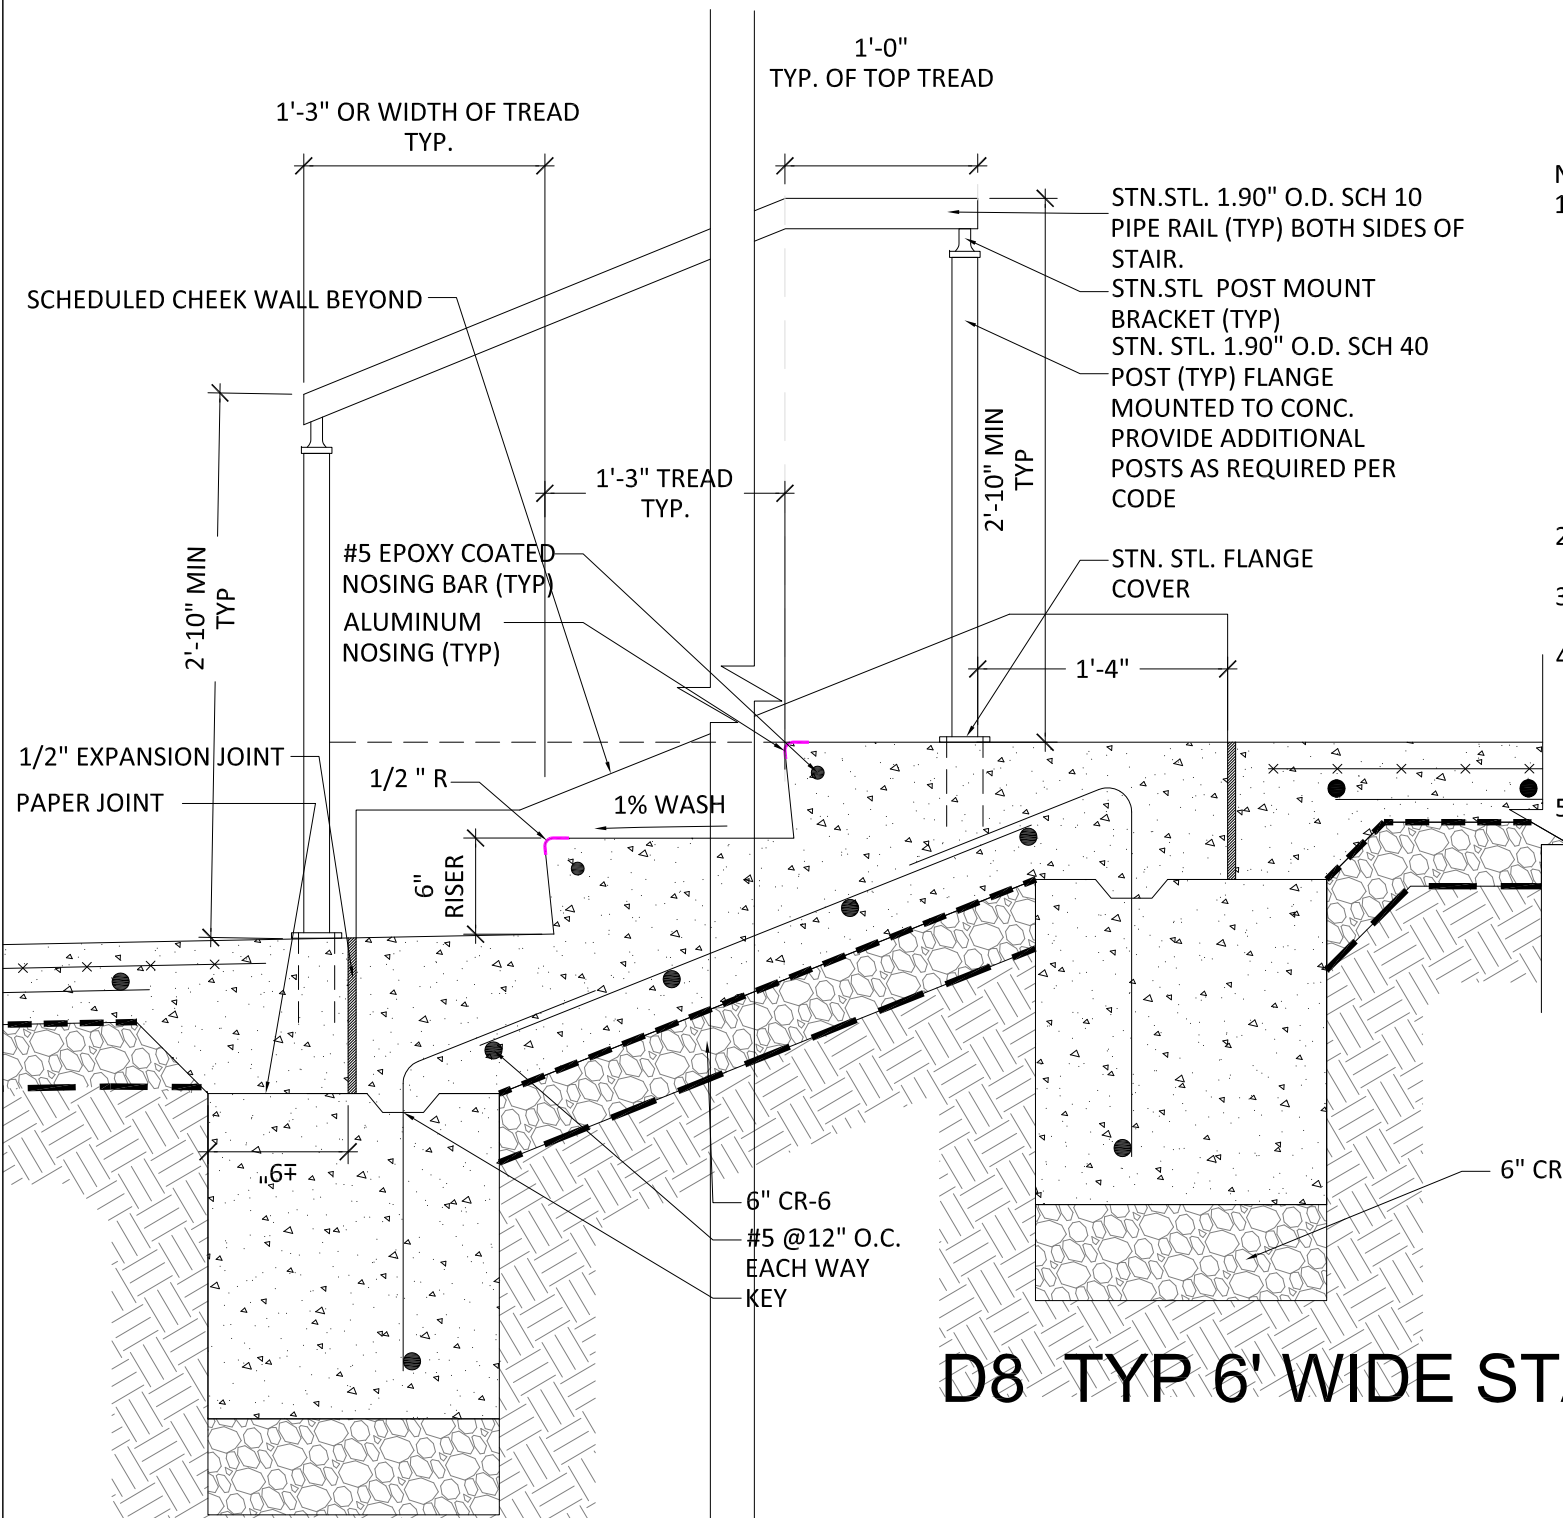 1'-0"
TYP. OF TOP TREAD
1'-3" OR WIDTH OF TREAD
TYP.
STN.STL. 1.90" O.D. SCH 10
PIPE RAIL (TYP) BOTH SIDES OF
STAIR.
STN.STL POST MOUNT
BRACKET (TYP)
STN. STL. 1.90" O.D. SCH 40
POST (TYP) FLANGE
MOUNTED TO CONC.
PROVIDE ADDITIONAL
POSTS AS REQUIRED PER
CODE
SCHEDULED CHEEK WALL BEYOND
1'-3" TREAD
TYP.
2'-10" MIN
TYP
#5 EPOXY COATED
NOSING BAR (TYP)
ALUMINUM
NOSING (TYP)
STN. STL. FLANGE
COVER
2'-10" MIN
TYP
1'-4"
1/2" EXPANSION JOINT
PAPER JOINT
1/2 " R
1% WASH
6"
RISER
6" CR-6
#5 @12" O.C.
EACH WAY
KEY
6" CR
D8 TYP 6' WIDE ST
2
3
4
5